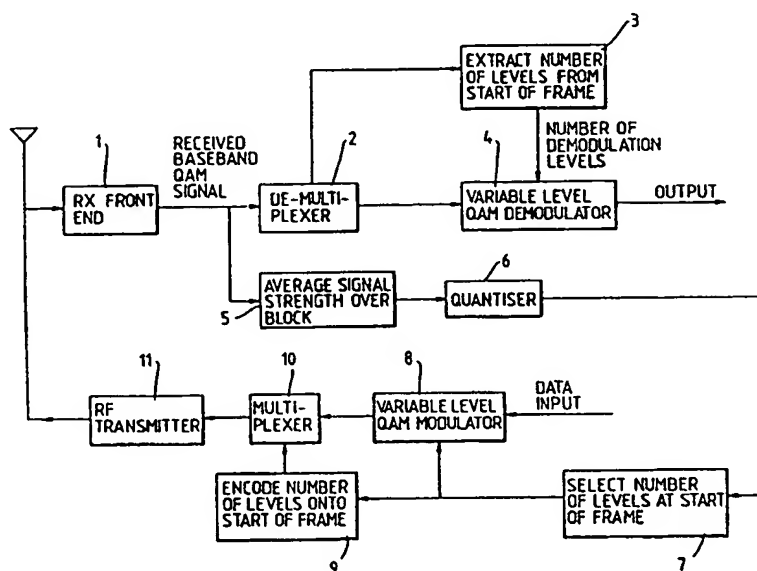 3
EXTRACT NUMBER
OF LEVELS FROM
START OF FRAME
1
RX FRONT
END
RECEIVED
BASEBAND
QAM
SIGNAL
2
DE-MULTI-
PLEXER
NUMBER OF
DEMODULATION
LEVELS
4
VARIABLE LEVEL
QAM DEMODULATOR
OUTPUT
5
AVERAGE SIGNAL
STRENGTH OVER
BLOCK
6
QUANTISER
11
RF
TRANSMITTER
10
MULTI-
PLEXER
8
VARIABLE LEVEL
QAM MODULATOR
DATA
INPUT
ENCODE NUMBER
OF LEVELS ONTO
START OF FRAME
9
SELECT NUMBER
OF LEVELS AT START
OF FRAME
7